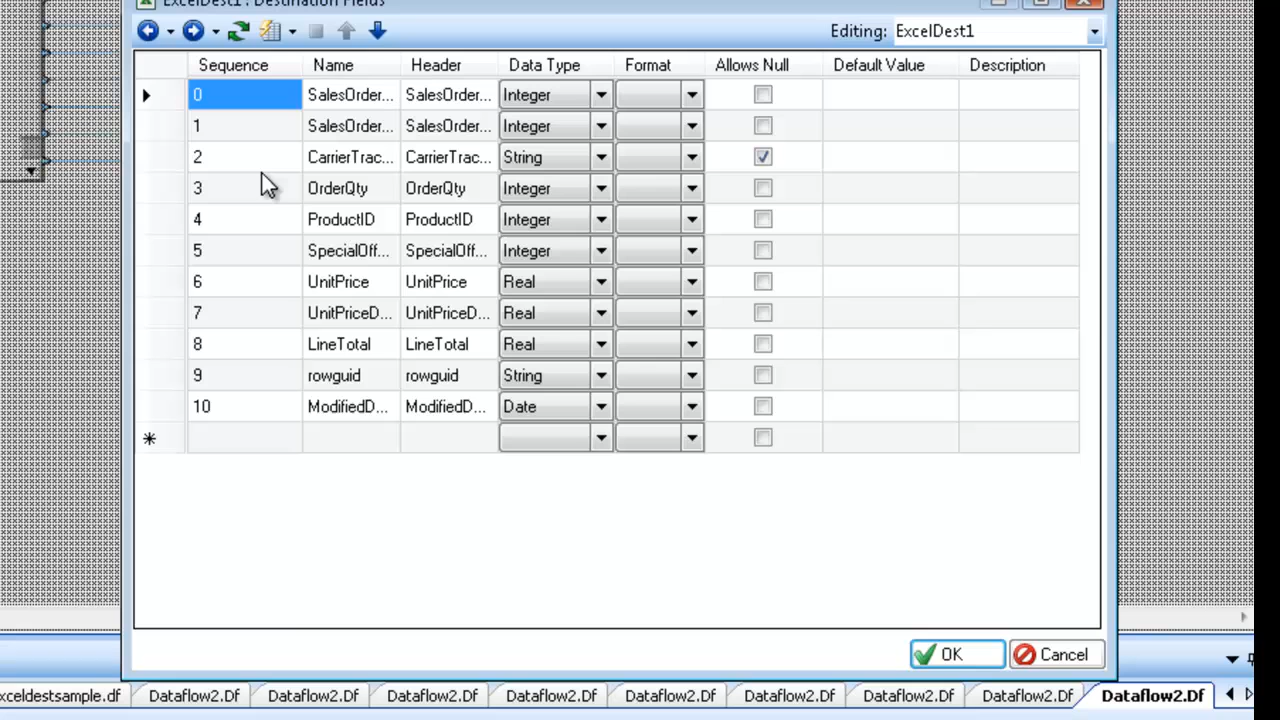 ExcelDest1 : Destination Fields
Editing: ExcelDest1
Sequence Name Header Data Type Format Allows Null Default Value Description
0 SalesOrder... SalesOrder... Integer
1 SalesOrder... SalesOrder... Integer
2 CarrierTrac... CarrierTrac... String
3 OrderQty OrderQty Integer
4 ProductID ProductID Integer
5 SpecialOff... SpecialOff... Integer
6 UnitPrice UnitPrice Real
7 UnitPriceD... UnitPriceD... Real
8 LineTotal LineTotal Real
9 rowguid rowguid String
10 ModifiedD... ModifiedD... Date
OK Cancel
xceldestsample.df Dataflow2.Df Dataflow2.Df Dataflow2.Df Dataflow2.Df Dataflow2.Df Dataflow2.Df Dataflow2.Df Dataflow2.Df Dataflow2.Df